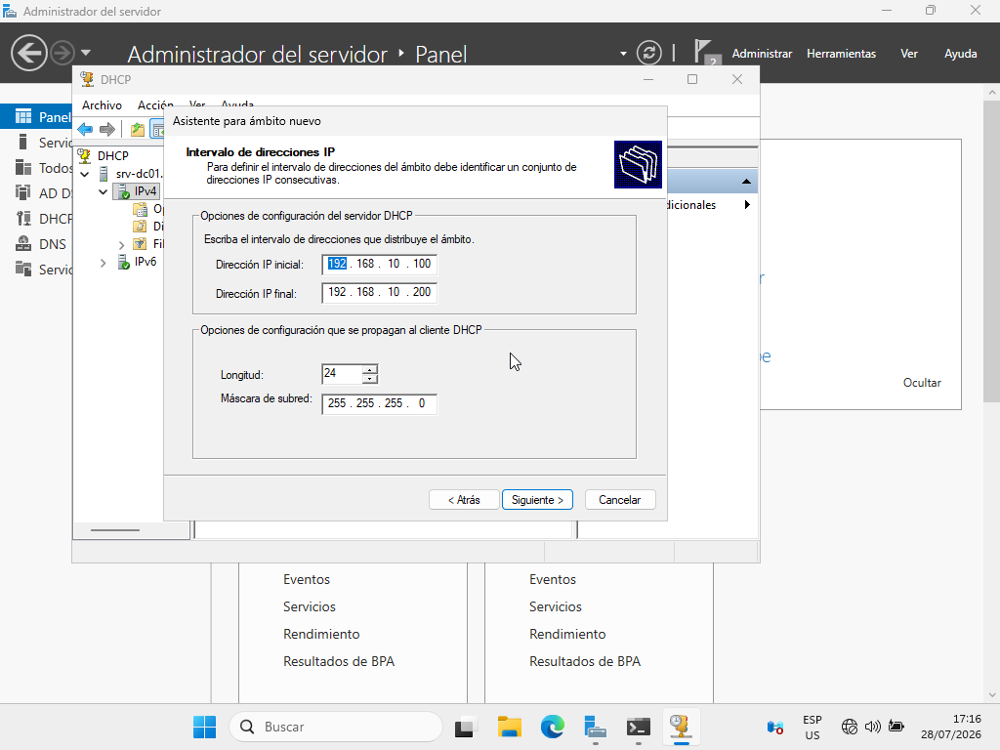 Administrador del servidor
Administrador del servidor ‣ Panel
2
Administrar
Herramientas
Ver
Ayuda
DHCP
Archivo
Acción
Ver
Ayuda
Panel
Servic
Todos
AD D
DHCP
DNS
Servic
DHCP
srv-dc01.
IPv4
Di
Fil
IPv6
Asistente para ámbito nuevo
Intervalo de direcciones IP
Para definir el intervalo de direcciones del ámbito debe identificar un conjunto de
direcciones IP consecutivas.
Opciones de configuración del servidor DHCP
Escriba el intervalo de direcciones que distribuye el ámbito.
Dirección IP inicial: 192 . 168 . 10 . 100
Dirección IP final: 192 . 168 . 10 . 200
Opciones de configuración que se propagan al cliente DHCP
Longitud: 24
Máscara de subred: 255 . 255 . 255 . 0
< Atrás
Siguiente >
Cancelar
dicionales
Ocultar
Eventos
Servicios
Rendimiento
Resultados de BPA
Eventos
Servicios
Rendimiento
Resultados de BPA
Buscar
ESP
US
17:16
28/07/2026